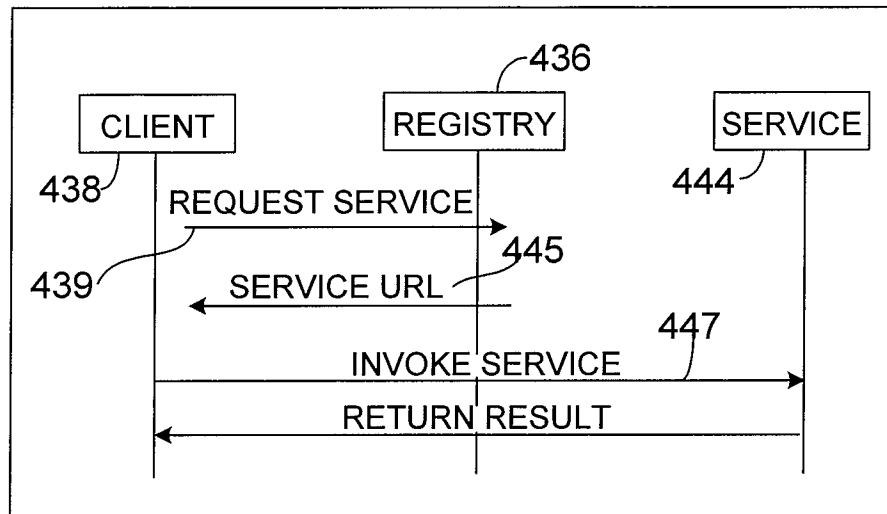 436
CLIENT
REGISTRY
SERVICE
438
444
REQUEST SERVICE
439
445
SERVICE URL
447
INVOKE SERVICE
RETURN RESULT